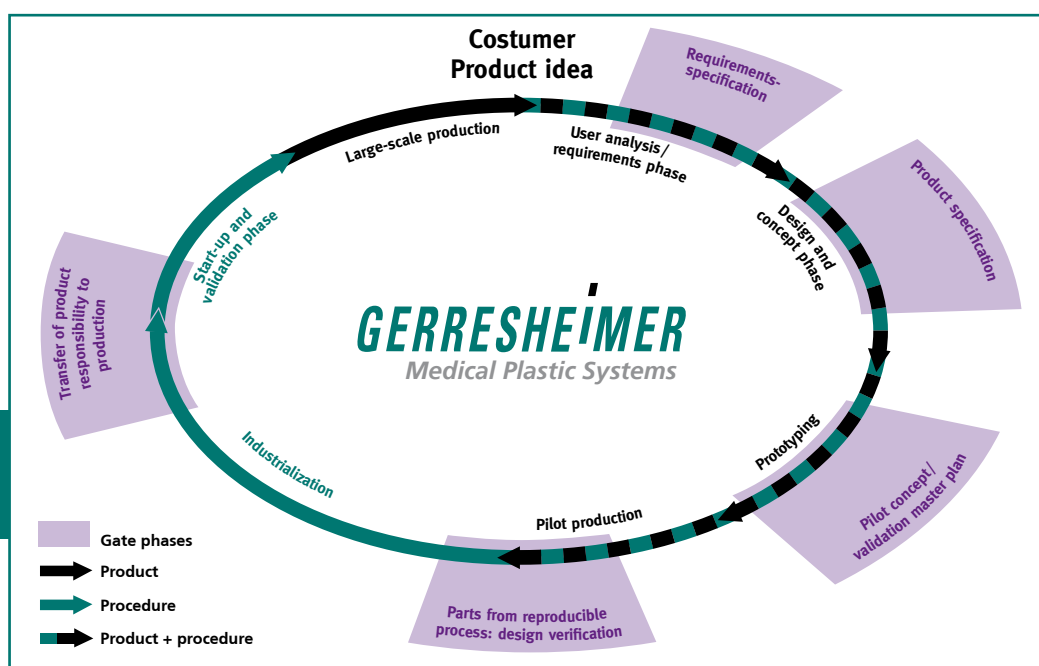 Costumer
Product idea
Requirements-
specification
User analysis/
requirements phase
Large-scale production
Product specification
Design and
concept phase
Start-up and
validation phase
Transfer of product
responsibility to
production
GERRESHEIMER
Medical Plastic Systems
Prototyping
Pilot concept/
validation master plan
Industrialization
Pilot production
Parts from reproducible
process: design verification
Gate phases
Product
Procedure
Product + procedure